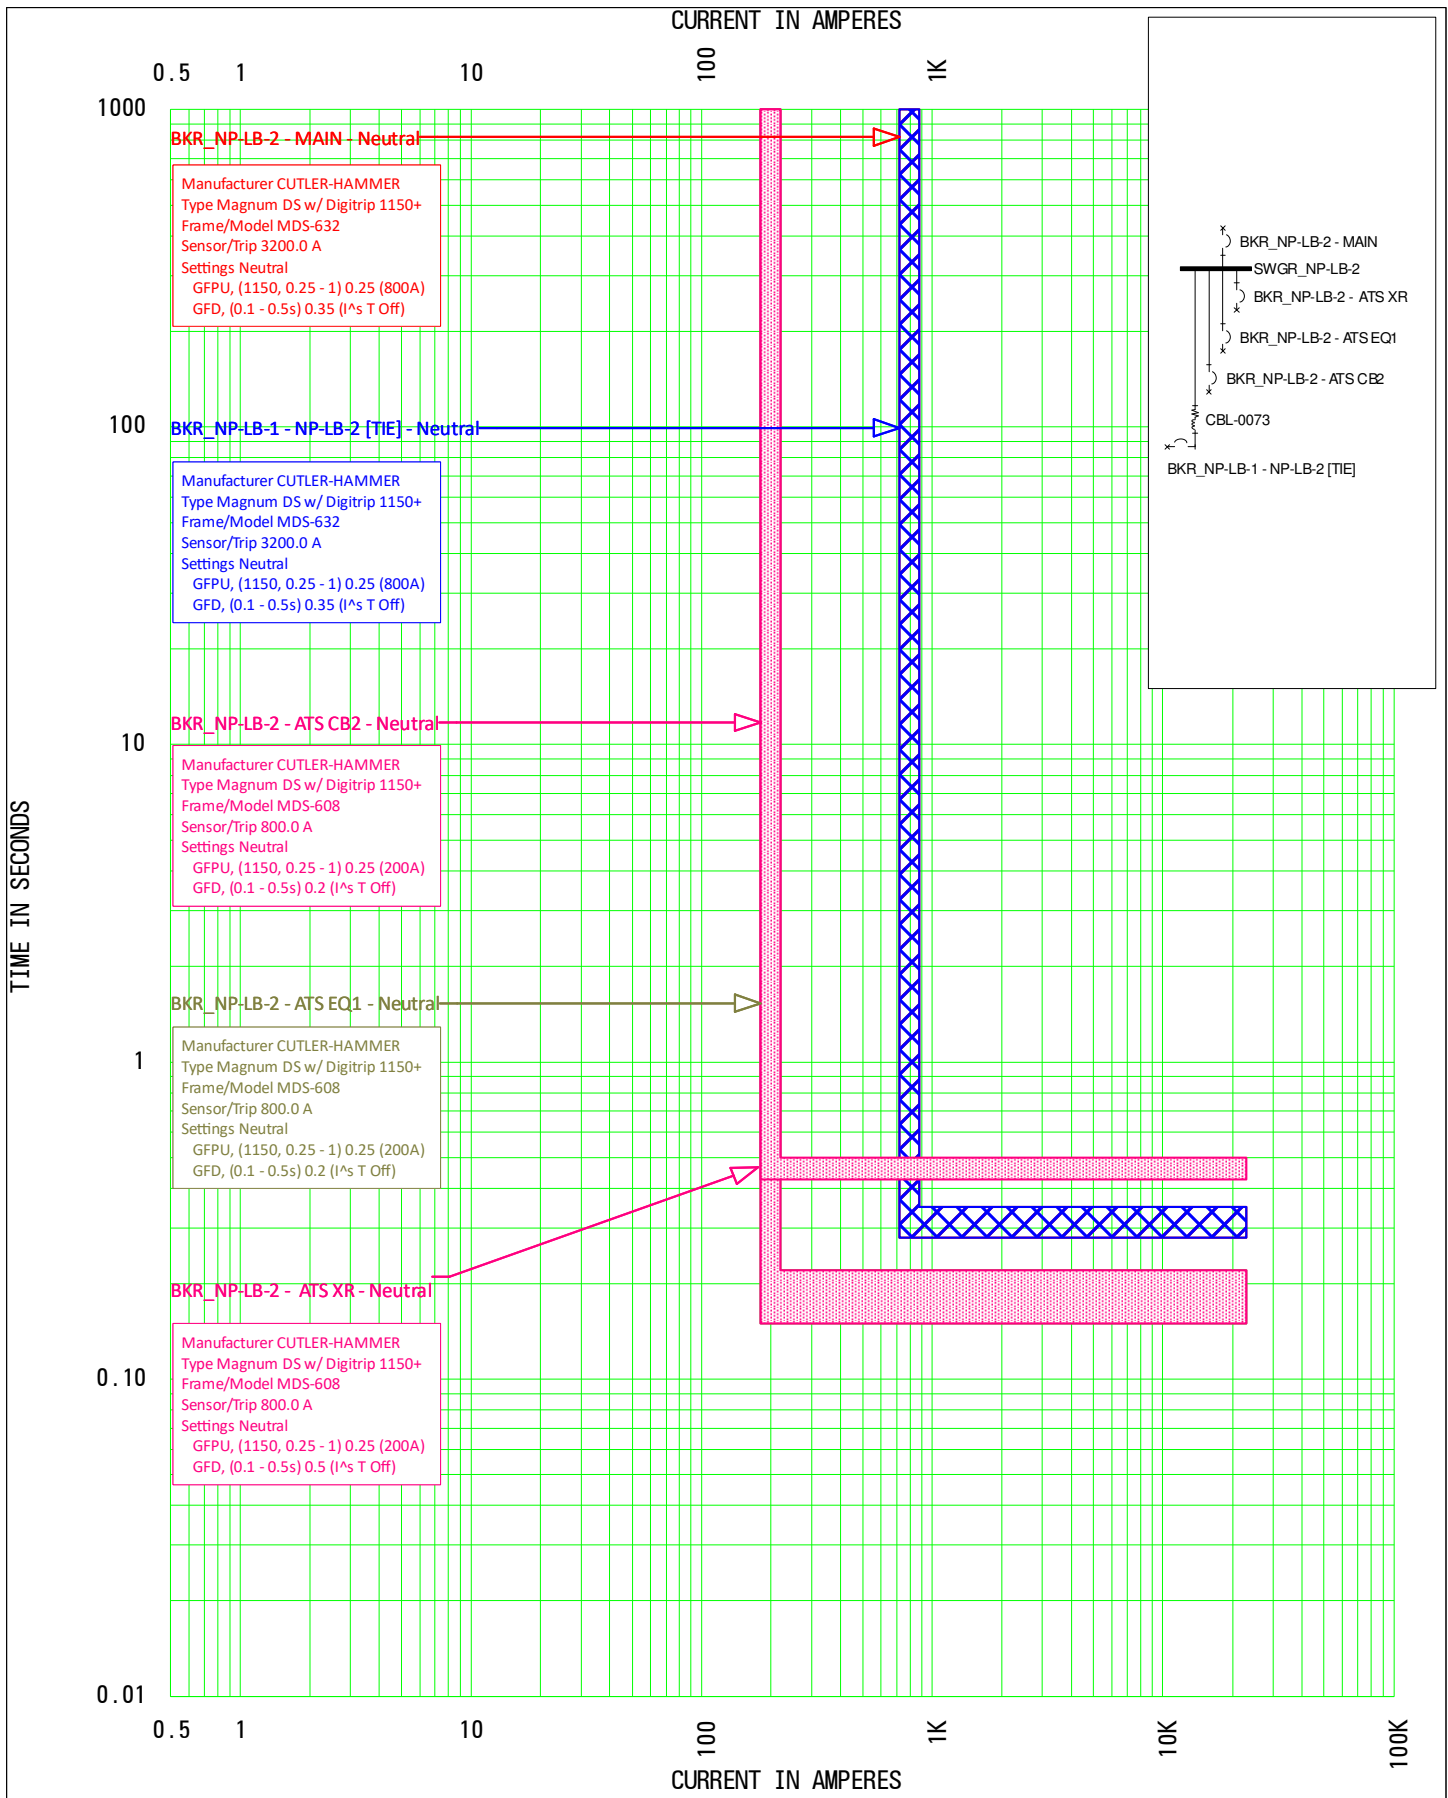 CURRENT IN AMPERES
0.5 1 10 100 1K
1000
100
10
1
0.10
0.01
TIME IN SECONDS
BKR_NP-LB-2 - MAIN - Neutral
Manufacturer CUTLER-HAMMER
Type Magnum DS w/ Digitrip 1150+
Frame/Model MDS-632
Sensor/Trip 3200.0 A
Settings Neutral
GFPU, (1150, 0.25 - 1) 0.25 (800A)
GFD, (0.1 - 0.5s) 0.35 (I^s T Off)
BKR_NP-LB-1 - NP-LB-2 [TIE] - Neutral
Manufacturer CUTLER-HAMMER
Type Magnum DS w/ Digitrip 1150+
Frame/Model MDS-632
Sensor/Trip 3200.0 A
Settings Neutral
GFPU, (1150, 0.25 - 1) 0.25 (800A)
GFD, (0.1 - 0.5s) 0.35 (I^s T Off)
BKR_NP-LB-2 - ATS CB2 - Neutral
Manufacturer CUTLER-HAMMER
Type Magnum DS w/ Digitrip 1150+
Frame/Model MDS-608
Sensor/Trip 800.0 A
Settings Neutral
GFPU, (1150, 0.25 - 1) 0.25 (200A)
GFD, (0.1 - 0.5s) 0.2 (I^s T Off)
BKR_NP-LB-2 - ATS EQ1 - Neutral
Manufacturer CUTLER-HAMMER
Type Magnum DS w/ Digitrip 1150+
Frame/Model MDS-608
Sensor/Trip 800.0 A
Settings Neutral
GFPU, (1150, 0.25 - 1) 0.25 (200A)
GFD, (0.1 - 0.5s) 0.2 (I^s T Off)
BKR_NP-LB-2 - ATS XR - Neutral
Manufacturer CUTLER-HAMMER
Type Magnum DS w/ Digitrip 1150+
Frame/Model MDS-608
Sensor/Trip 800.0 A
Settings Neutral
GFPU, (1150, 0.25 - 1) 0.25 (200A)
GFD, (0.1 - 0.5s) 0.5 (I^s T Off)
BKR_NP-LB-2 - MAIN
SWGR_NP-LB-2
BKR_NP-LB-2 - ATS XR
BKR_NP-LB-2 - ATS EQ1
BKR_NP-LB-2 - ATS CB2
CBL-0073
BKR_NP-LB-1 - NP-LB-2 [TIE]
0.5 1 10 100 1K 10K 100K
CURRENT IN AMPERES